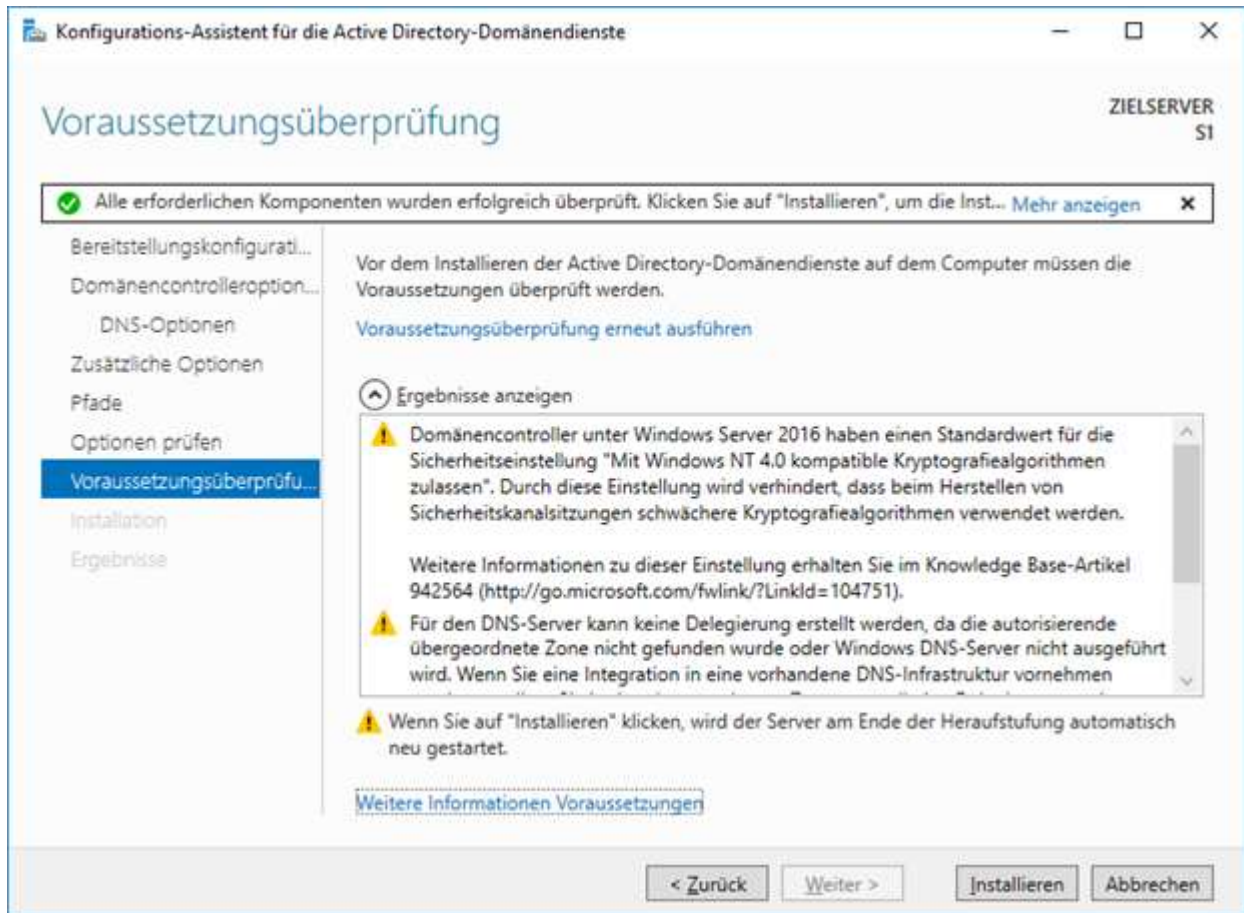 Konfigurations-Assistent für die Active Directory-Domänendienste
Voraussetzungsüberprüfung
ZIELSERVER
S1
Alle erforderlichen Komponenten wurden erfolgreich überprüft. Klicken Sie auf "Installieren", um die Inst... Mehr anzeigen
Bereitstellungskonfigurati...
Domänencontrolleroption...
DNS-Optionen
Zusätzliche Optionen
Pfade
Optionen prüfen
Voraussetzungsüberprüfu...
Installation
Ergebnisse
Vor dem Installieren der Active Directory-Domänendienste auf dem Computer müssen die
Voraussetzungen überprüft werden.
Voraussetzungsüberprüfung erneut ausführen
Ergebnisse anzeigen
Domänencontroller unter Windows Server 2016 haben einen Standardwert für die
Sicherheitseinstellung "Mit Windows NT 4.0 kompatible Kryptografiealgorithmen
zulassen". Durch diese Einstellung wird verhindert, dass beim Herstellen von
Sicherheitskanalsitzungen schwächere Kryptografiealgorithmen verwendet werden.
Weitere Informationen zu dieser Einstellung erhalten Sie im Knowledge Base-Artikel
942564 (http://go.microsoft.com/fwlink/?LinkId=104751).
Für den DNS-Server kann keine Delegierung erstellt werden, da die autorisierende
übergeordnete Zone nicht gefunden wurde oder Windows DNS-Server nicht ausgeführt
wird. Wenn Sie eine Integration in eine vorhandene DNS-Infrastruktur vornehmen
Wenn Sie auf "Installieren" klicken, wird der Server am Ende der Heraufstufung automatisch
neu gestartet.
Weitere Informationen Voraussetzungen
< Zurück
Weiter >
Installieren
Abbrechen